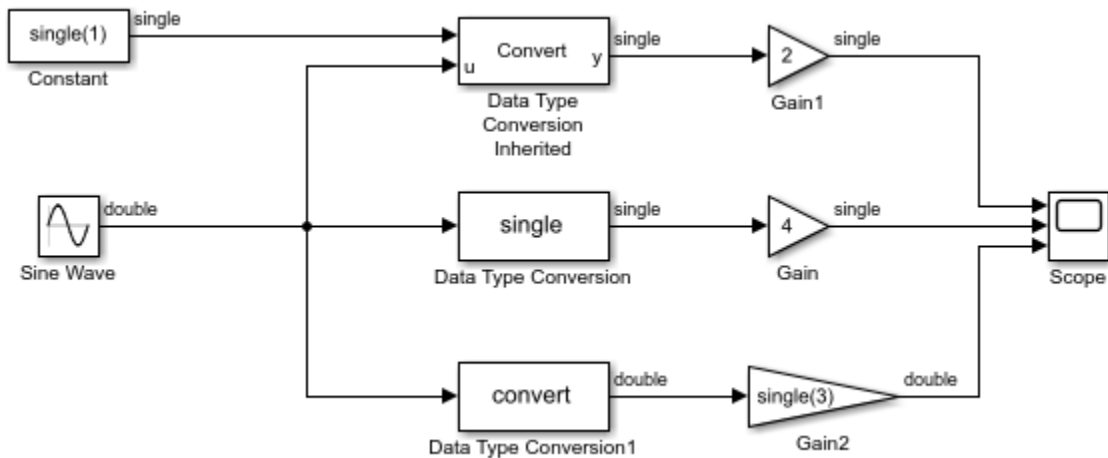 single(1)
single
Constant
Convert
u
y
single
Data Type
Conversion
Inherited
2
single
Gain1
double
Sine Wave
single
single
Data Type Conversion
4
single
Gain
Scope
convert
double
Data Type Conversion1
single(3)
double
Gain2